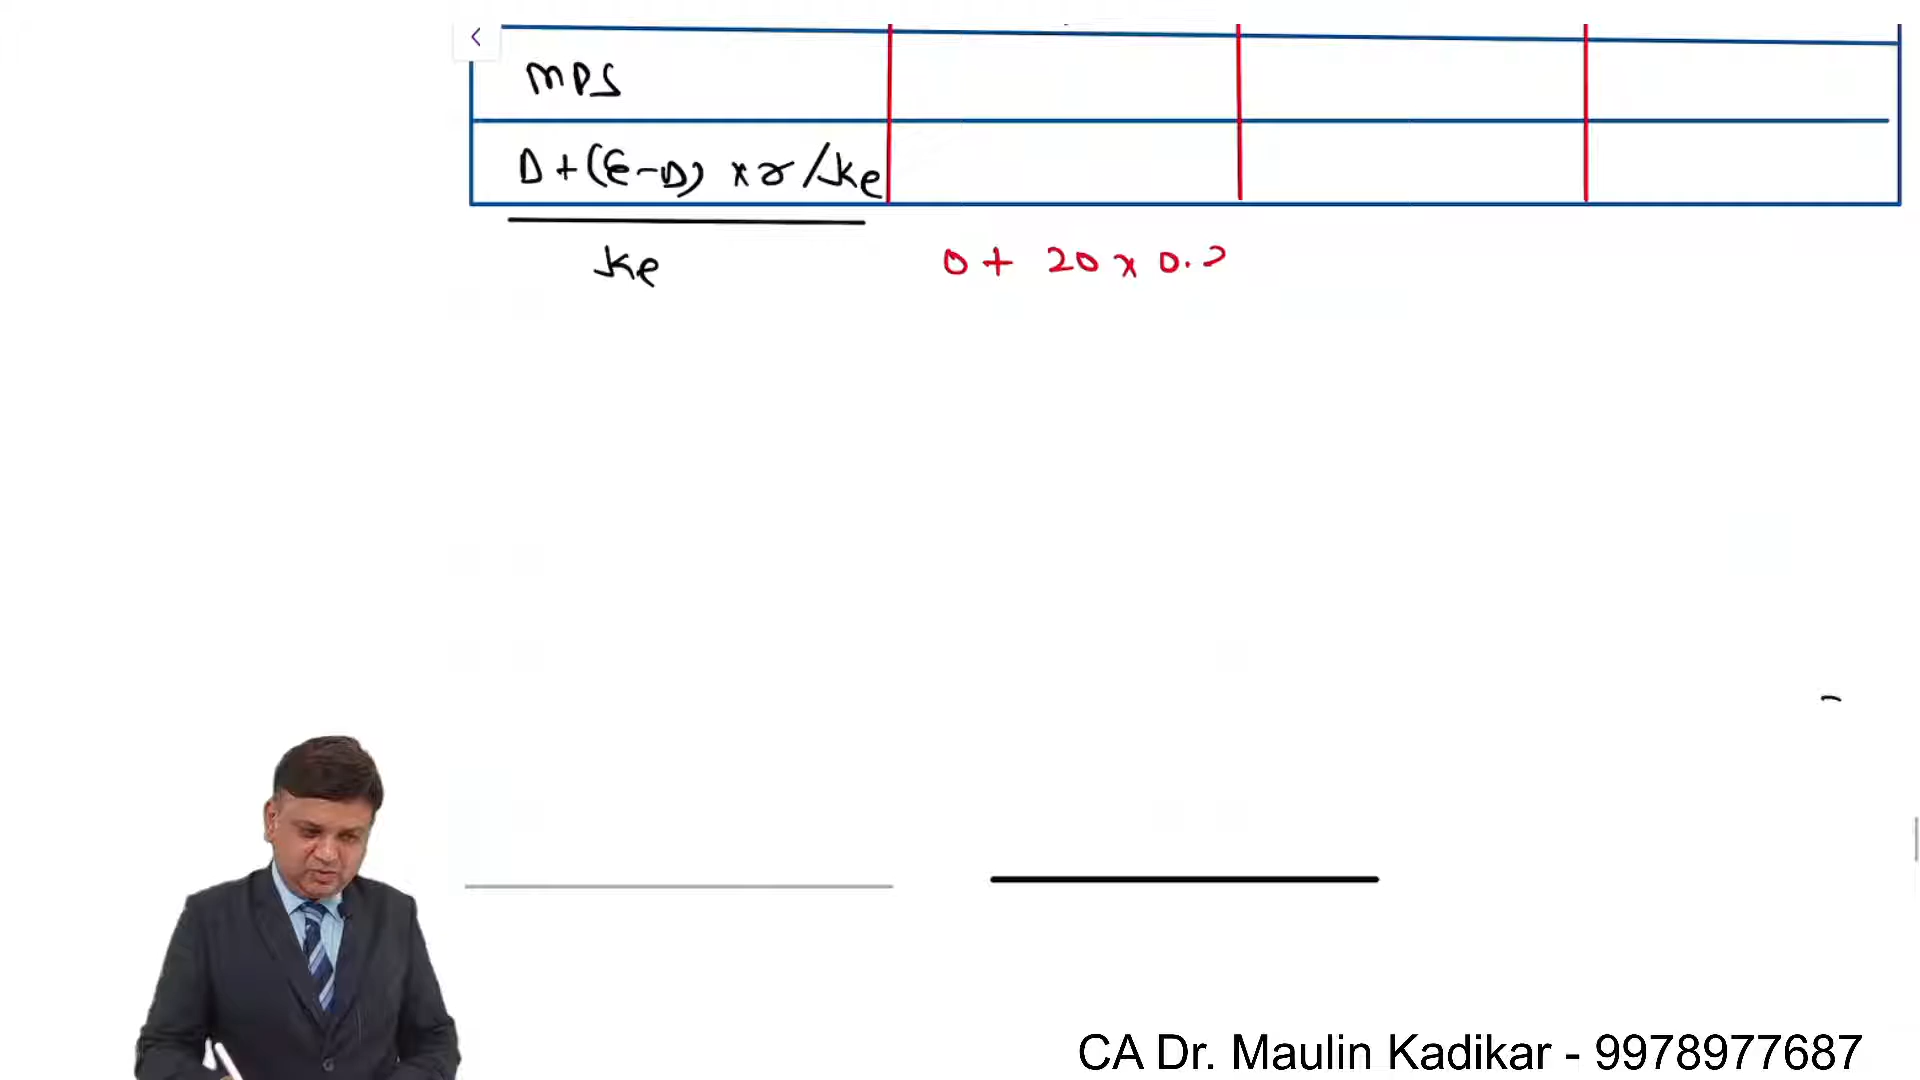 MPS
D + (E-D) x r / Ke
Ke
0 + 20 x 0.2
CA Dr. Maulin Kadikar - 9978977687